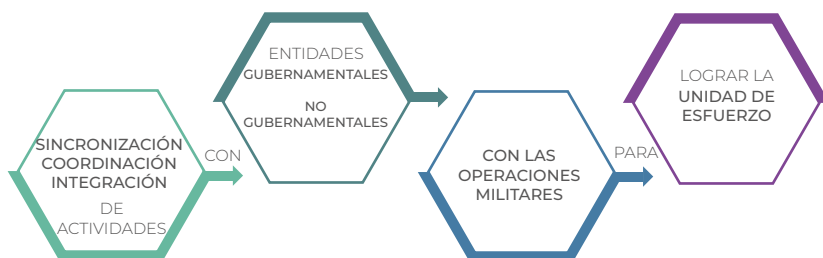 SINCRONIZACIÓN
COORDINACIÓN
INTEGRACIÓN
DE
ACTIVIDADES
CON
ENTIDADES
GUBERNAMENTALES
NO
GUBERNAMENTALES
CON LAS
OPERACIONES
MILITARES
PARA
LOGRAR LA
UNIDAD DE
ESFUERZO